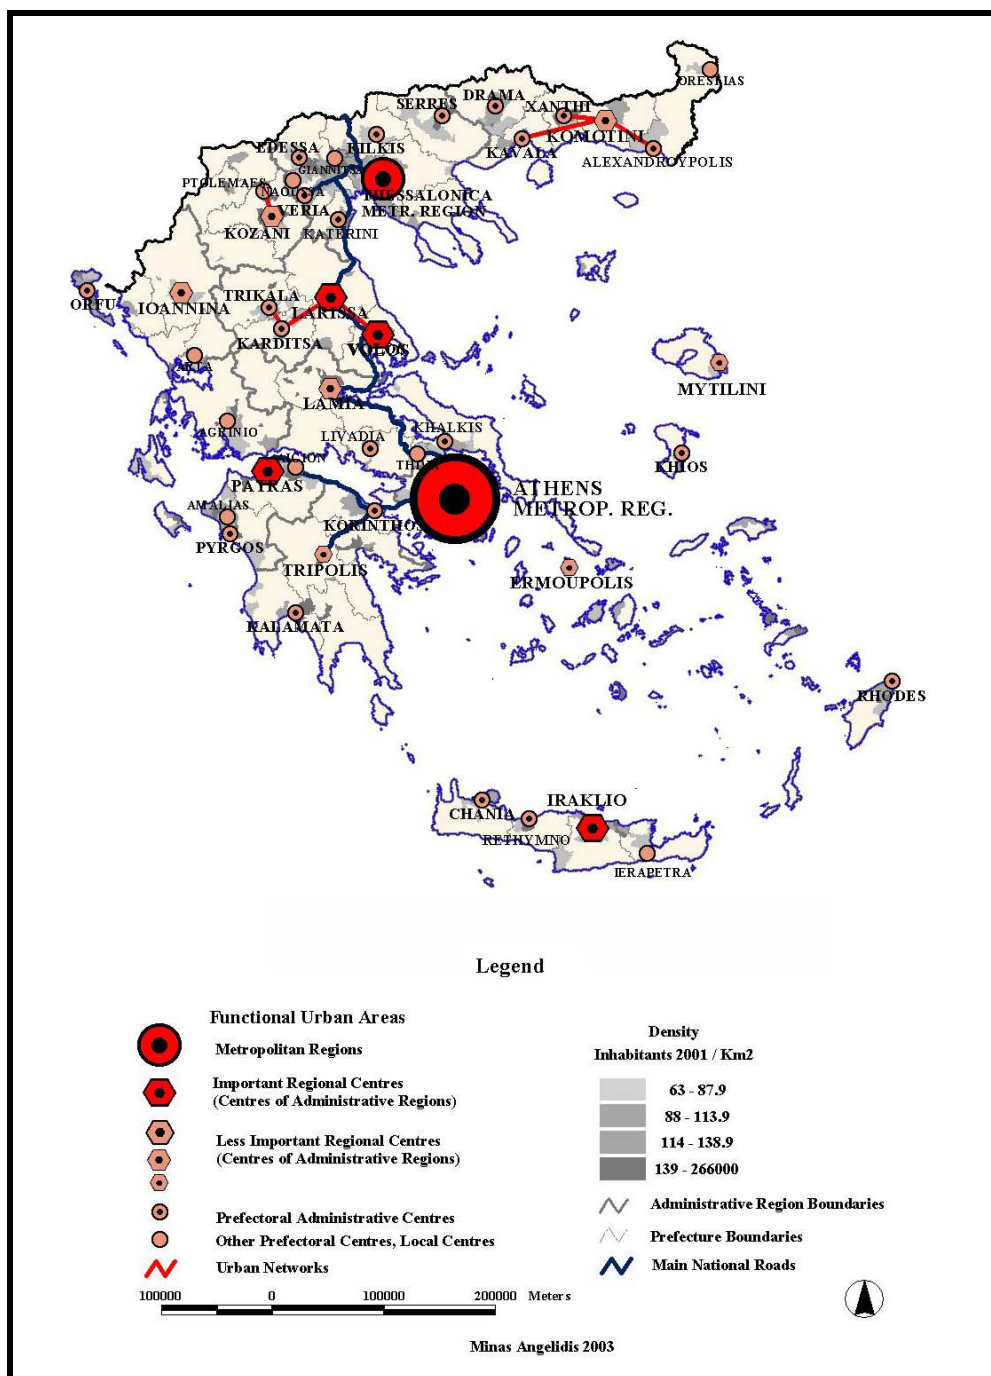 ORESTIAS
DRAMA
SERRES
XANTHI
KOMOTINI
KAVALA
ALEXANDROYPOLIS
EDESSA
KILKIS
GIANNITSA
PTOLEMAES
NAOUSSA
THESSALONICA
METR. REGION
VERIA
KATERINI
KOZANI
ORFU
IOANNINA
TRIKALA
LARISSA
KARDITSA
VOLOS
ARTA
MYTILINI
LAMIA
AGRINIO
LIVADIA
KHALKIS
THIVA
KHIOS
AIGION
PATRAS
ATHENS
METROP. REG.
AMALIAS
KORINTHOS
PYRGOS
TRIPOLIS
ERMOUPOLIS
KALAMATA
RHODES
CHANIA
IRAKLIO
RETHYMNO
IERAPETRA
Legend
Functional Urban Areas
Metropolitan Regions
Important Regional Centres
(Centres of Administrative Regions)
Less Important Regional Centres
(Centres of Administrative Regions)
Prefectoral Administrative Centres
Other Prefectoral Centres, Local Centres
Urban Networks
Density
Inhabitants 2001 / Km2
63 - 87.9
88 - 113.9
114 - 138.9
139 - 266000
Administrative Region Boundaries
Prefecture Boundaries
Main National Roads
100000 0 100000 200000 Meters
Minas Angelidis 2003